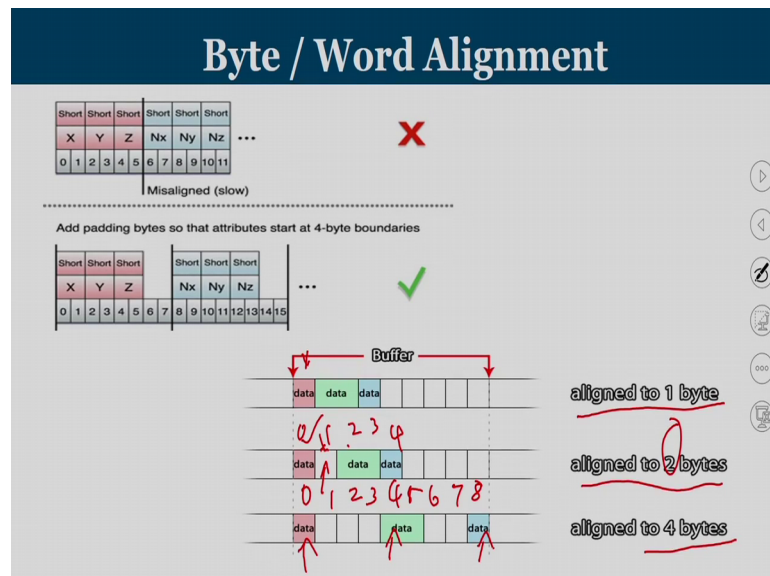 Byte / Word Alignment
Short Short Short Short Short Short
X Y Z Nx Ny Nz ...
0 1 2 3 4 5 6 7 8 9 10 11
Misaligned (slow)
Add padding bytes so that attributes start at 4-byte boundaries
Short Short Short Short Short Short
X Y Z Nx Ny Nz ...
0 1 2 3 4 5 6 7 8 9 10 11 12 13 14 15
Buffer
data data data aligned to 1 byte
0 1 2 3 4
data data data aligned to 2 bytes
0 1 2 3 4 5 6 7 8
data data data aligned to 4 bytes